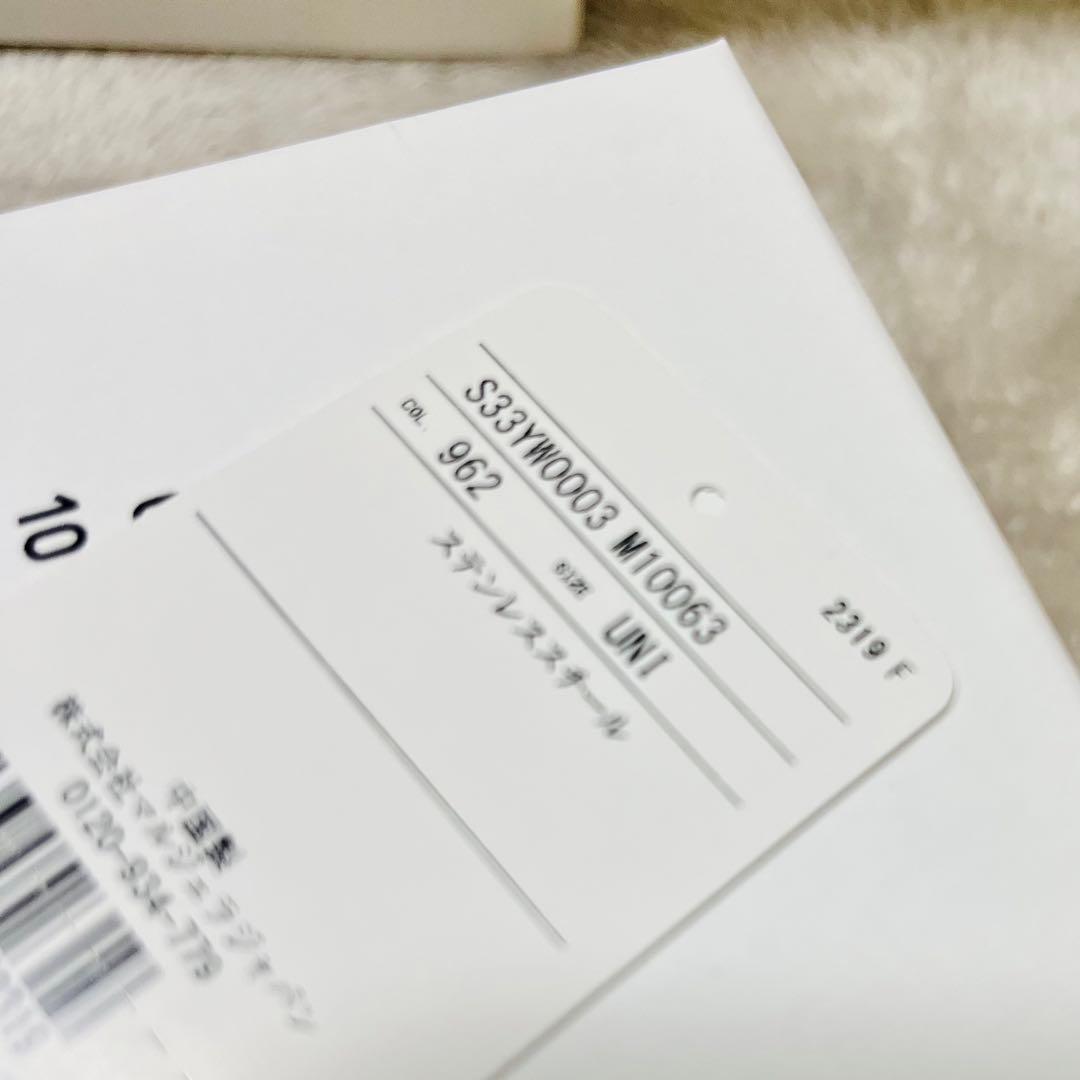 2319 F
S33YW0003 M10063
COL. 962 SIZE UNI
ステンレススチール
中国製
株式会社マルジェラジャパン
0120-934-779
10